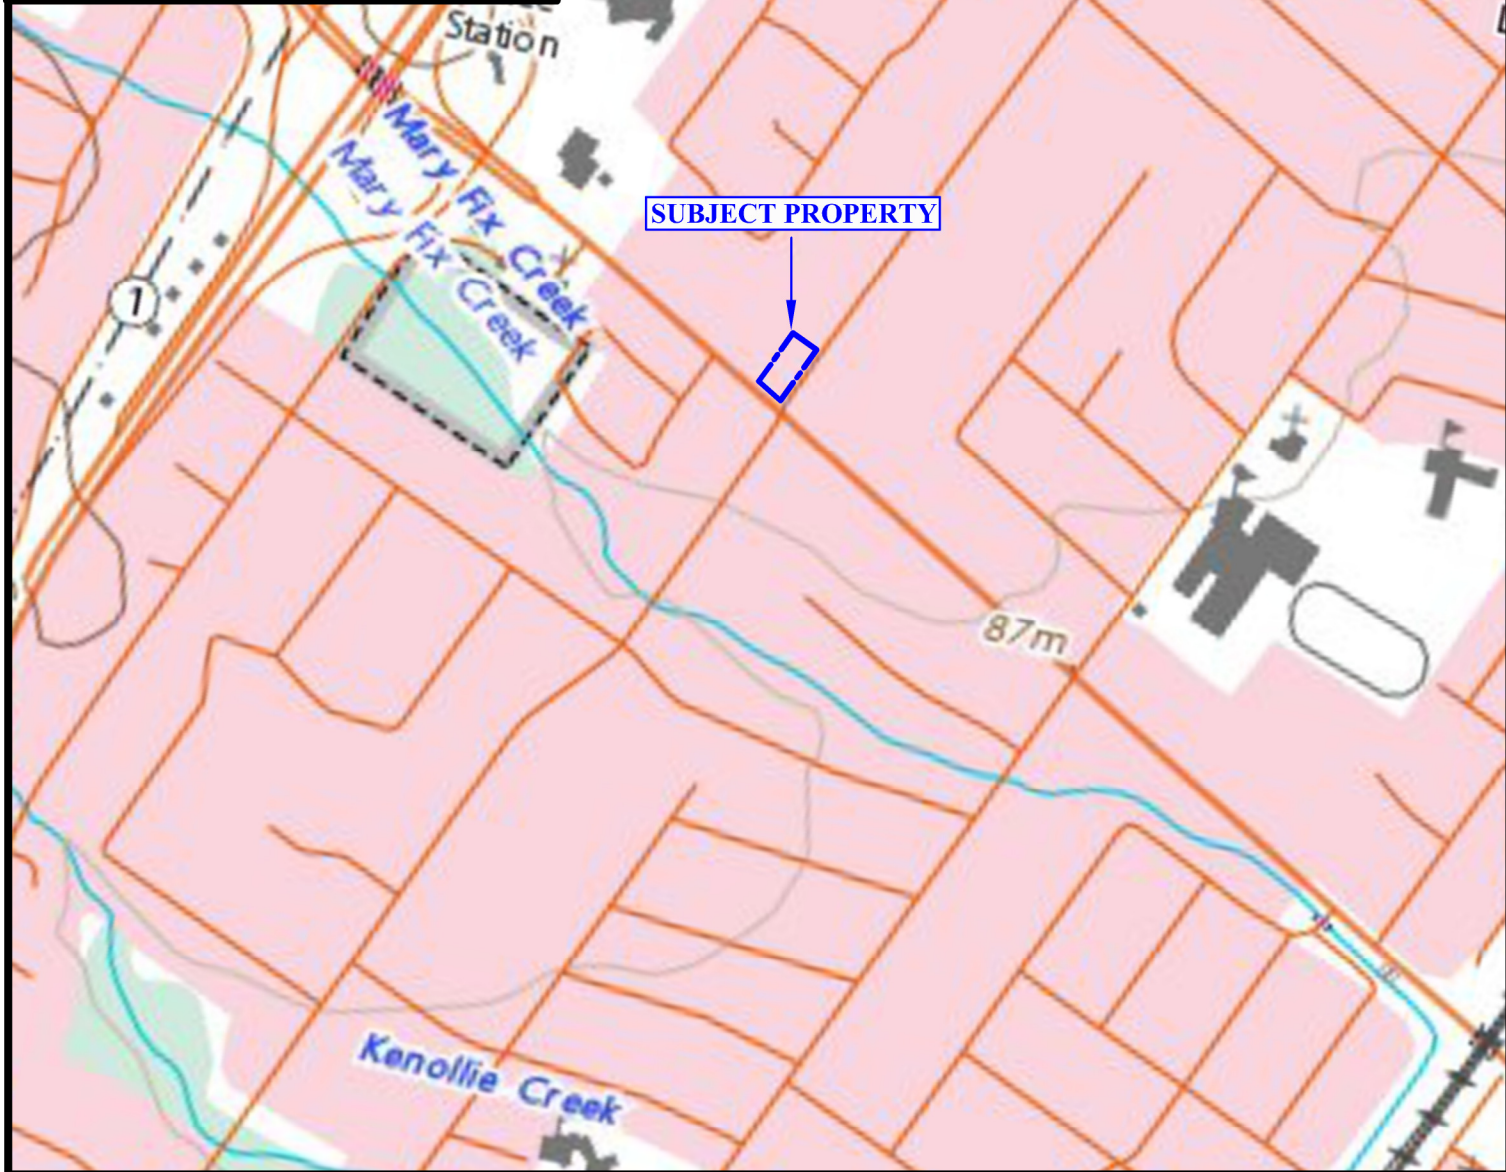 Station
Mary Fix Creek
Mary Fix Creek
SUBJECT PROPERTY
1
87m
Kenollie Creek